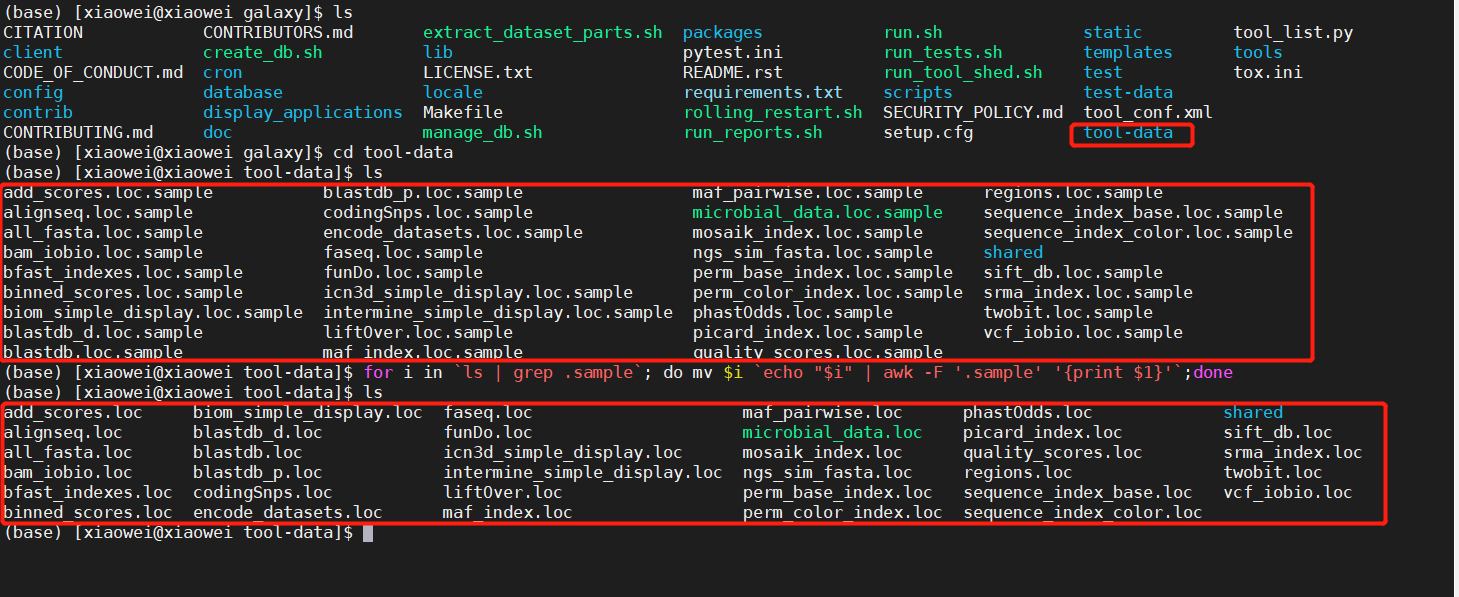 (base) [xiaowei@xiaowei galaxy]$ ls
CITATION CONTRIBUTORS.md extract_dataset_parts.sh packages run.sh static tool_list.py
client create_db.sh lib pytest.ini run_tests.sh templates tools
CODE_OF_CONDUCT.md cron LICENSE.txt README.rst run_tool_shed.sh test tox.ini
config database locale requirements.txt scripts test-data
contrib display_applications Makefile rolling_restart.sh SECURITY_POLICY.md tool_conf.xml
CONTRIBUTING.md doc manage_db.sh run_reports.sh setup.cfg tool-data
(base) [xiaowei@xiaowei galaxy]$ cd tool-data
(base) [xiaowei@xiaowei tool-data]$ ls
add_scores.loc.sample blastdb_p.loc.sample maf_pairwise.loc.sample regions.loc.sample
alignseq.loc.sample codingSnps.loc.sample microbial_data.loc.sample sequence_index_base.loc.sample
all_fasta.loc.sample encode_datasets.loc.sample mosaik_index.loc.sample sequence_index_color.loc.sample
bam_iobio.loc.sample faseq.loc.sample ngs_sim_fasta.loc.sample shared
bfast_indexes.loc.sample funDo.loc.sample perm_base_index.loc.sample sift_db.loc.sample
binned_scores.loc.sample icn3d_simple_display.loc.sample perm_color_index.loc.sample srma_index.loc.sample
biom_simple_display.loc.sample intermine_simple_display.loc.sample phastOdds.loc.sample twobit.loc.sample
blastdb_d.loc.sample liftOver.loc.sample picard_index.loc.sample vcf_iobio.loc.sample
blastdb.loc.sample maf_index.loc.sample quality_scores.loc.sample
(base) [xiaowei@xiaowei tool-data]$ for i in `ls | grep .sample`; do mv $i `echo "$i" | awk -F '.sample' '{print $1}'`;done
(base) [xiaowei@xiaowei tool-data]$ ls
add_scores.loc biom_simple_display.loc faseq.loc maf_pairwise.loc phastOdds.loc shared
alignseq.loc blastdb_d.loc funDo.loc microbial_data.loc picard_index.loc sift_db.loc
all_fasta.loc blastdb.loc icn3d_simple_display.loc mosaik_index.loc quality_scores.loc srma_index.loc
bam_iobio.loc blastdb_p.loc intermine_simple_display.loc ngs_sim_fasta.loc regions.loc twobit.loc
bfast_indexes.loc codingSnps.loc liftOver.loc perm_base_index.loc sequence_index_base.loc vcf_iobio.loc
binned_scores.loc encode_datasets.loc maf_index.loc perm_color_index.loc sequence_index_color.loc
(base) [xiaowei@xiaowei tool-data]$